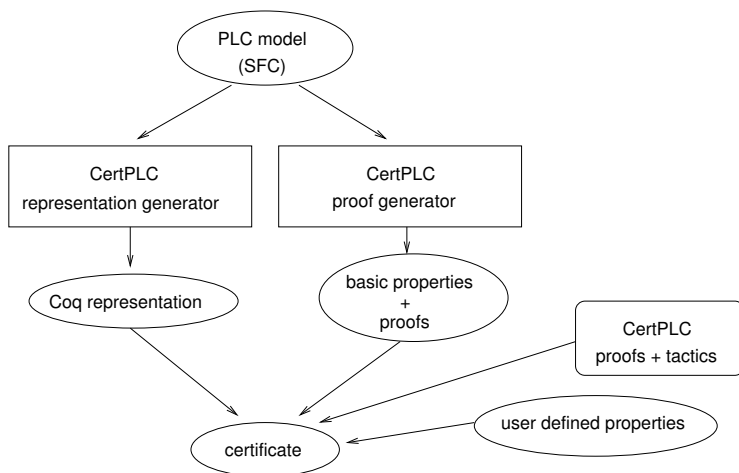 PLC model
(SFC)
CertPLC
representation generator
CertPLC
proof generator
Coq representation
basic properties
+
proofs
CertPLC
proofs + tactics
user defined properties
certificate